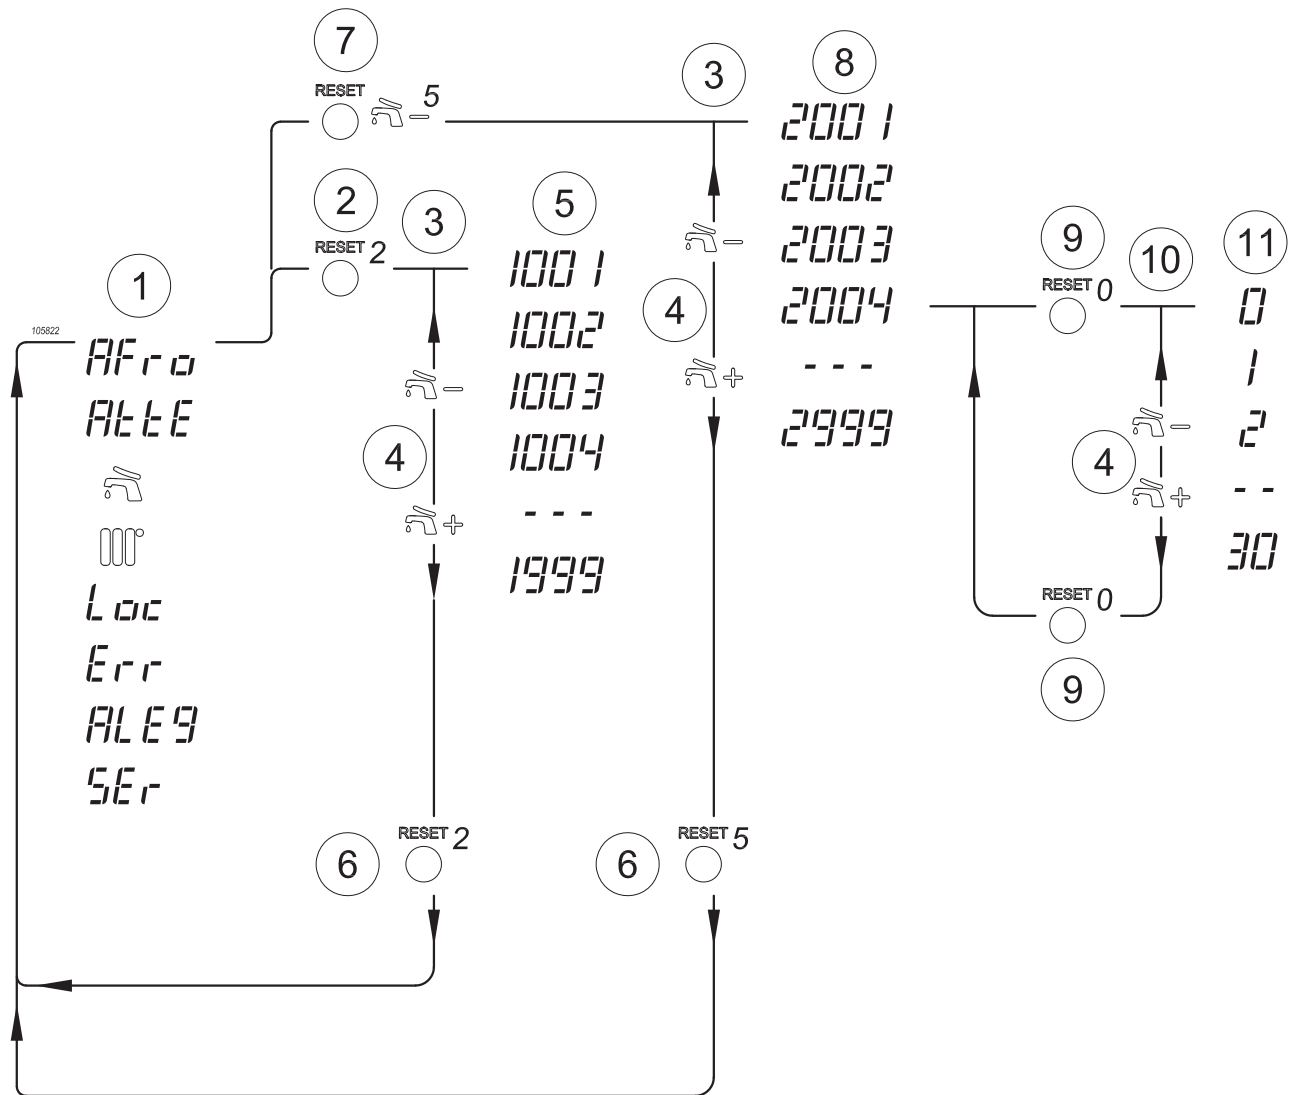 7
RESET
– 5
3
8
2001
2002
2003
2004
- - -
2999
2
RESET 2
3
5
1001
1002
1003
1004
- - -
1999
1
105822
AFro
AttE
Loc
Err
ALE9
SEr
–
4
+
–
4
+
9
RESET 0
10
11
0
1
2
- -
30
–
4
+
RESET 0
9
6
RESET 2
6
RESET 5